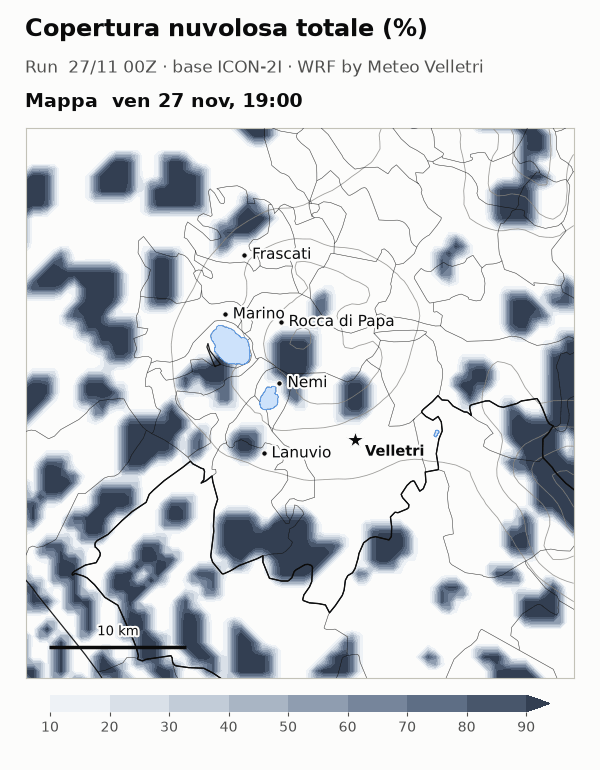 Copertura nuvolosa totale (%)
Run  27/11 00Z · base ICON-2I · WRF by Meteo Velletri
Mappa  ven 27 nov, 19:00
Frascati
Marino
Rocca di Papa
Nemi
Velletri
Lanuvio
10 km
10 20 30 40 50 60 70 80 90